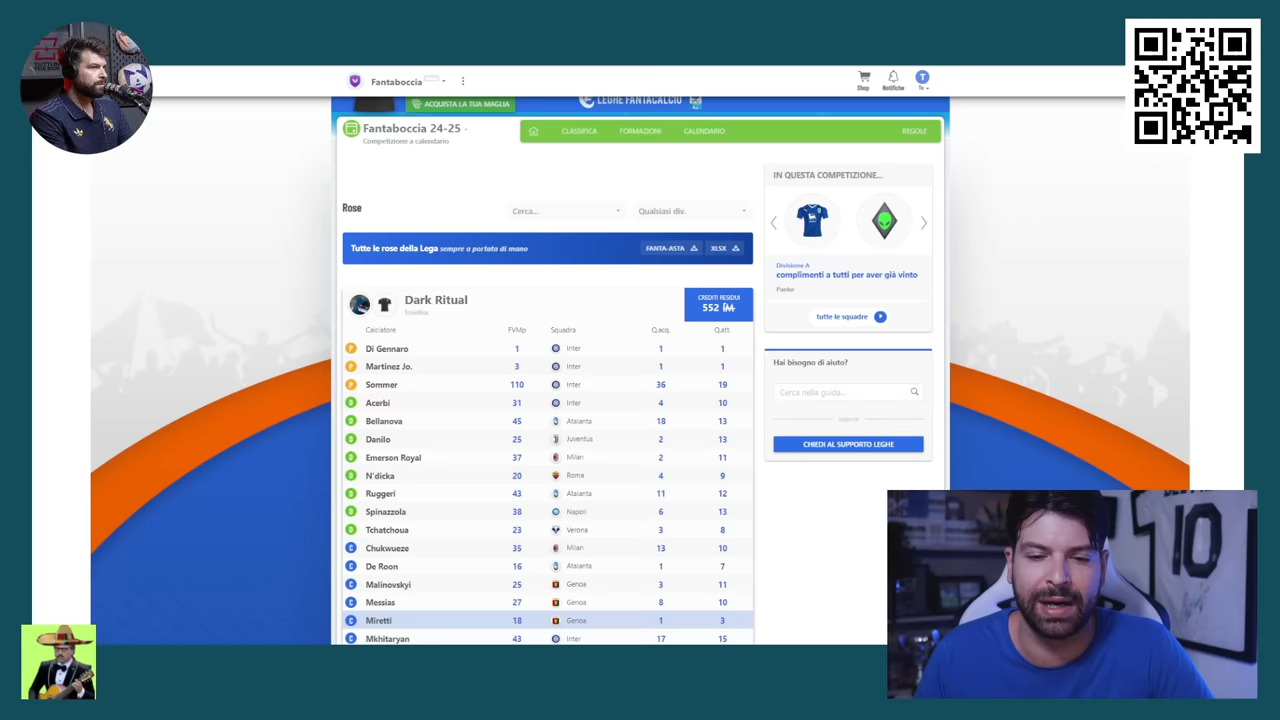 Fantaboccia
Shop
Notifiche
T
Tu
ACQUISTA LA TUA MAGLIA
LEGHE FANTACALCIO
Fantaboccia 24-25 -
Competizione a calendario
CLASSIFICA FORMAZIONI CALENDARIO REGOLE
Rose
Cerca...
Qualsiasi div.
Tutte le rose della Lega sempre a portata di mano
FANTA-ASTA
XLSX
Dark Ritual
CREDITI RESIDUI
552
Calciatore FVMp Squadra Q.acq. Q.att.
P Di Gennaro 1 Inter 1 1
P Martinez Jo. 3 Inter 1 1
P Sommer 110 Inter 36 19
D Acerbi 31 Inter 4 10
D Bellanova 45 Atalanta 18 13
D Danilo 25 Juventus 2 13
D Emerson Royal 37 Milan 2 11
D N'dicka 20 Roma 4 9
D Ruggeri 43 Atalanta 11 12
D Spinazzola 38 Napoli 6 13
D Tchatchoua 23 Verona 3 8
C Chukwueze 35 Milan 13 10
C De Roon 16 Atalanta 1 7
C Malinovskyi 25 Genoa 3 11
C Messias 27 Genoa 8 10
C Miretti 18 Genoa 1 3
C Mkhitaryan 43 Inter 17 15
IN QUESTA COMPETIZIONE...
Divisione A
complimenti a tutti per aver già vinto
tutte le squadre
Hai bisogno di aiuto?
Cerca nella guida...
CHIEDI AL SUPPORTO LEGHE
10